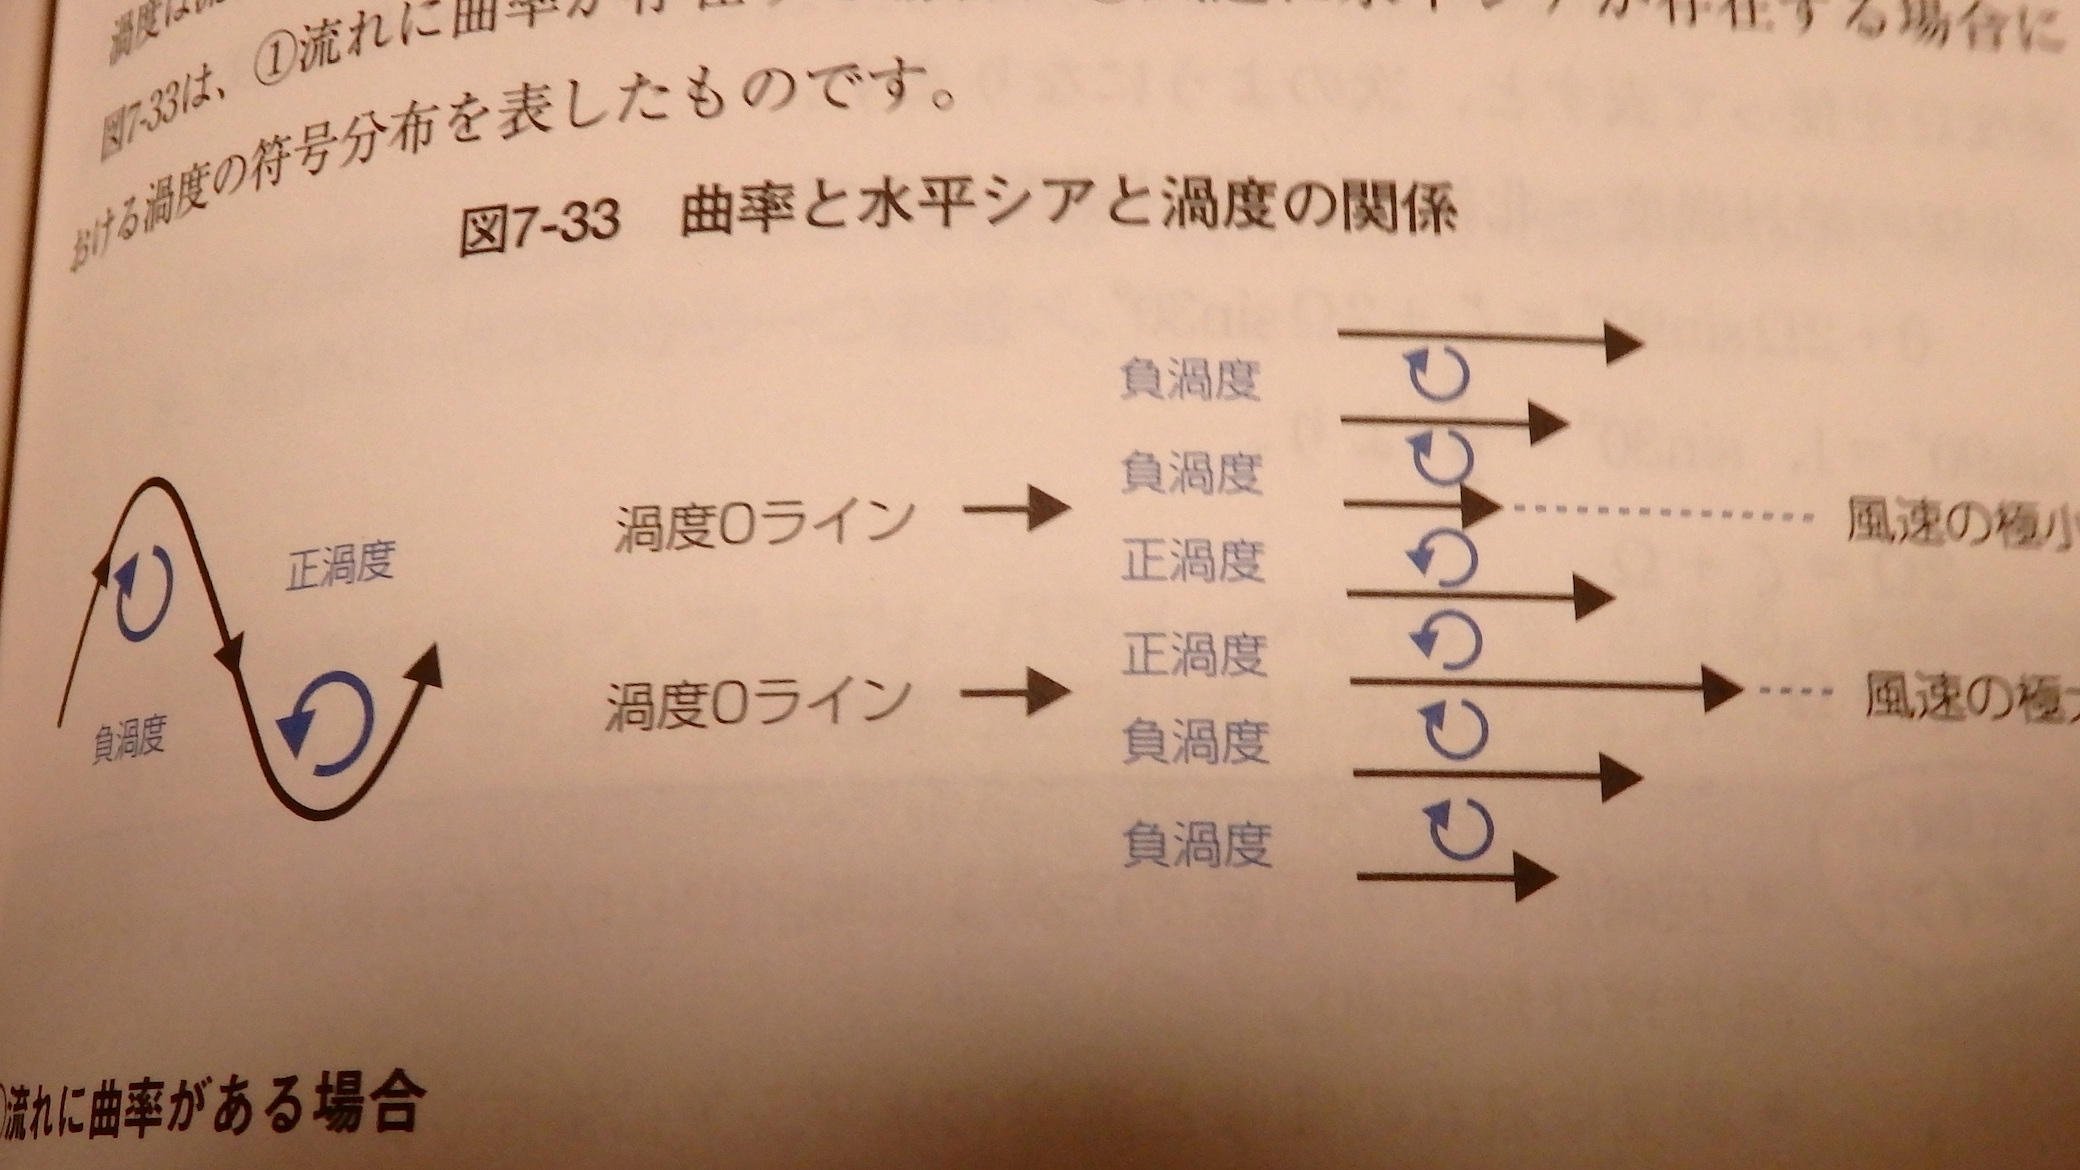 渦度は
図7-33は、①流れに曲率が存在する場合に
おける渦度の符号分布を表したものです。
図7-33　曲率と水平シアと渦度の関係
正渦度
負渦度
渦度0ライン
渦度0ライン
負渦度
負渦度
正渦度
正渦度
負渦度
負渦度
風速の極小
風速の極大
流れに曲率がある場合